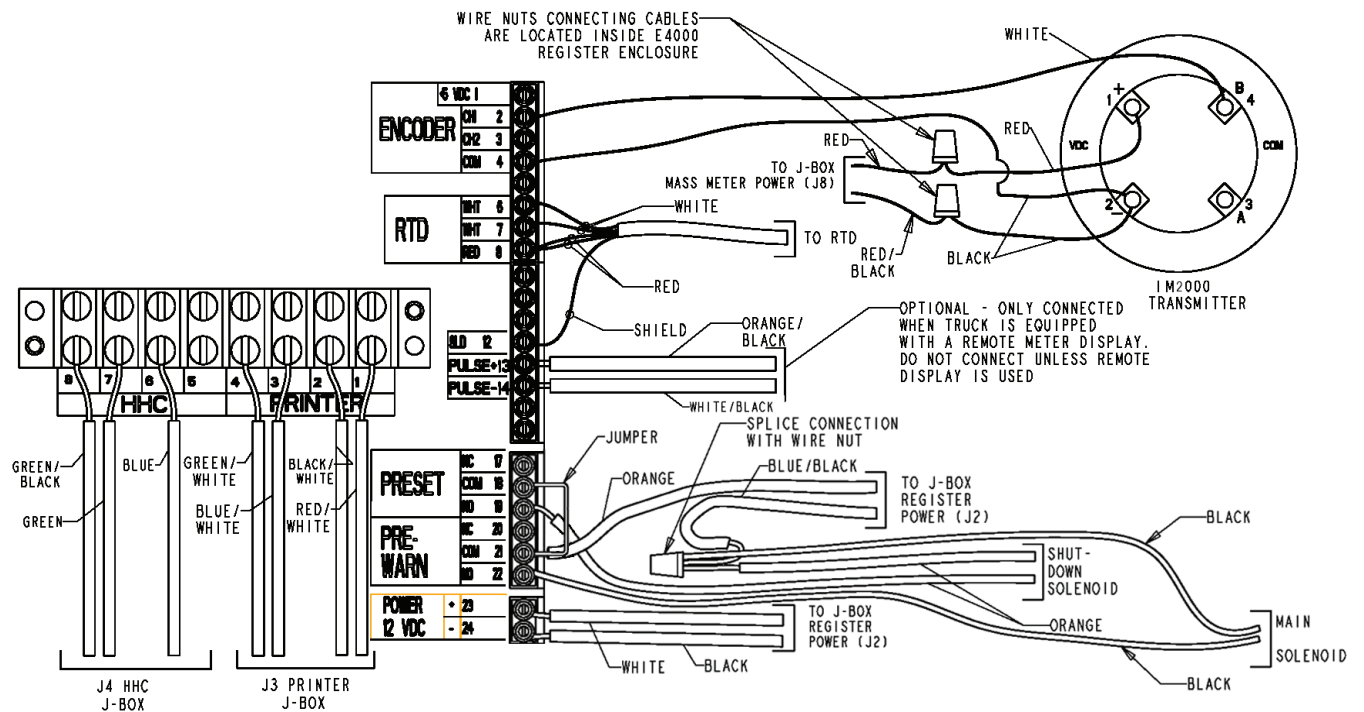 WIRE NUTS CONNECTING CABLES
ARE LOCATED INSIDE E4000
REGISTER ENCLOSURE
WHITE
ENCODER
+5 VDC 1
CH1 2
CH2 3
COM 4
1 +
B 4
VDC
COM
2 -
3 A
RED
RED
TO J-BOX
MASS METER POWER (J8)
RED/
BLACK
BLACK
IM2000
TRANSMITTER
RTD
WHT 6
WHT 7
RED 8
WHITE
TO RTD
RED
SHIELD
SLD 12
PULSE+13
PULSE-14
ORANGE/
BLACK
WHITE/BLACK
OPTIONAL - ONLY CONNECTED
WHEN TRUCK IS EQUIPPED
WITH A REMOTE METER DISPLAY.
DO NOT CONNECT UNLESS REMOTE
DISPLAY IS USED
8 7 6 5 4 3 2 1
HHC PRINTER
GREEN/
BLACK
GREEN
BLUE
GREEN/
WHITE
BLUE/
WHITE
BLACK/
WHITE
RED/
WHITE
J4 HHC
J-BOX
J3 PRINTER
J-BOX
PRESET
NC 17
COM 18
NO 19
PRE-
WARN
NC 20
COM 21
NO 22
POWER
12 VDC
+ 23
- 24
JUMPER
ORANGE
SPLICE CONNECTION
WITH WIRE NUT
BLUE/BLACK
TO J-BOX
REGISTER
POWER (J2)
BLACK
SHUT-
DOWN
SOLENOID
ORANGE
MAIN
SOLENOID
BLACK
TO J-BOX
REGISTER
POWER (J2)
WHITE
BLACK